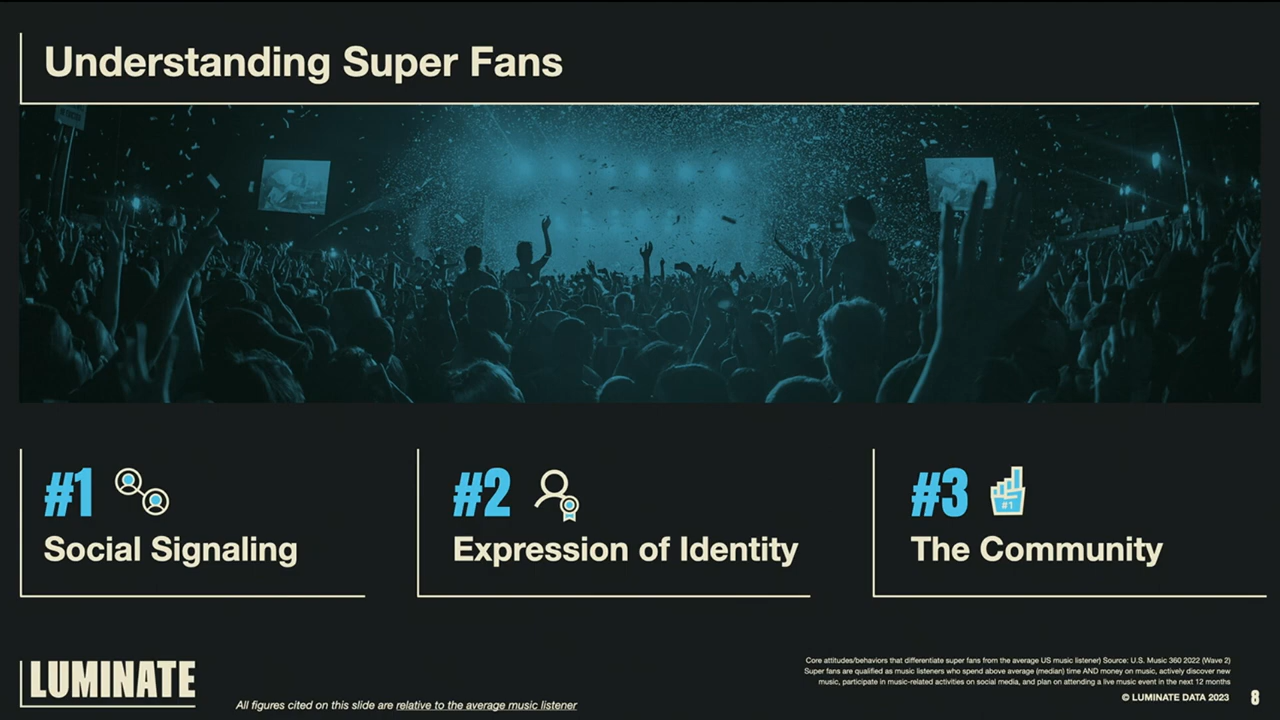 Understanding Super Fans
#1
Social Signaling
#2
Expression of Identity
#3
#1
The Community
LUMINATE
All figures cited on this slide are relative to the average music listener
Core attitudes/behaviors that differentiate super fans from the average US music listener) Source: U.S. Music 360 2022 (Wave 2)
Super fans are qualified as music listeners who spend above average (median) time AND money on music, actively discover new
music, participate in music-related activities on social media, and plan on attending a live music event in the next 12 months
© LUMINATE DATA 2023
8